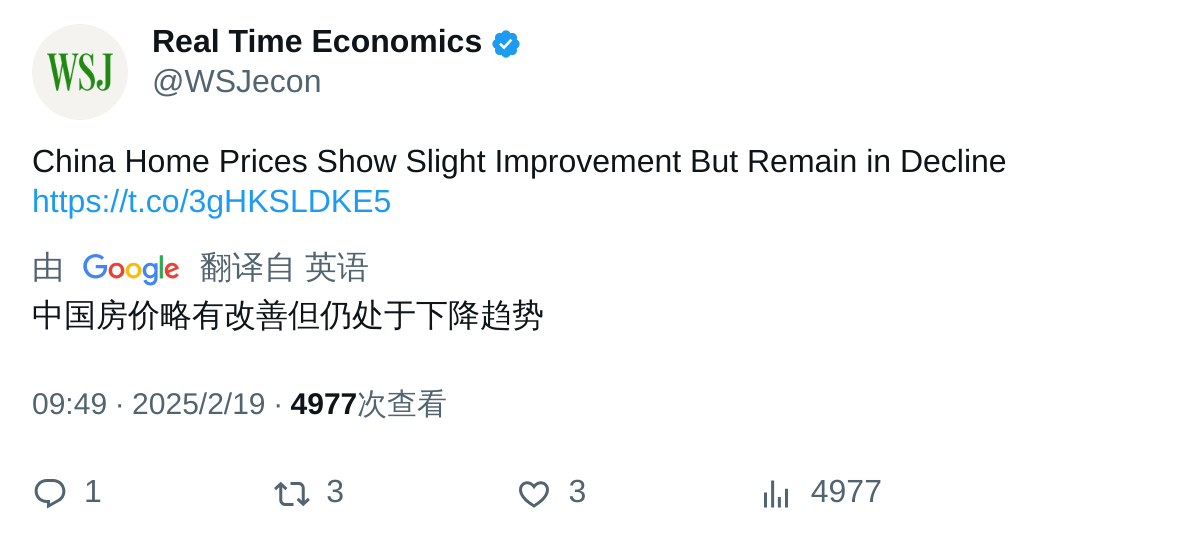 WSJ
Real Time Economics
@WSJecon
China Home Prices Show Slight Improvement But Remain in Decline
https://t.co/3gHKSLDKE5
由 Google 翻译自 英语
中国房价略有改善但仍处于下降趋势
09:49 · 2025/2/19 · 4977次查看
1 3 3 4977